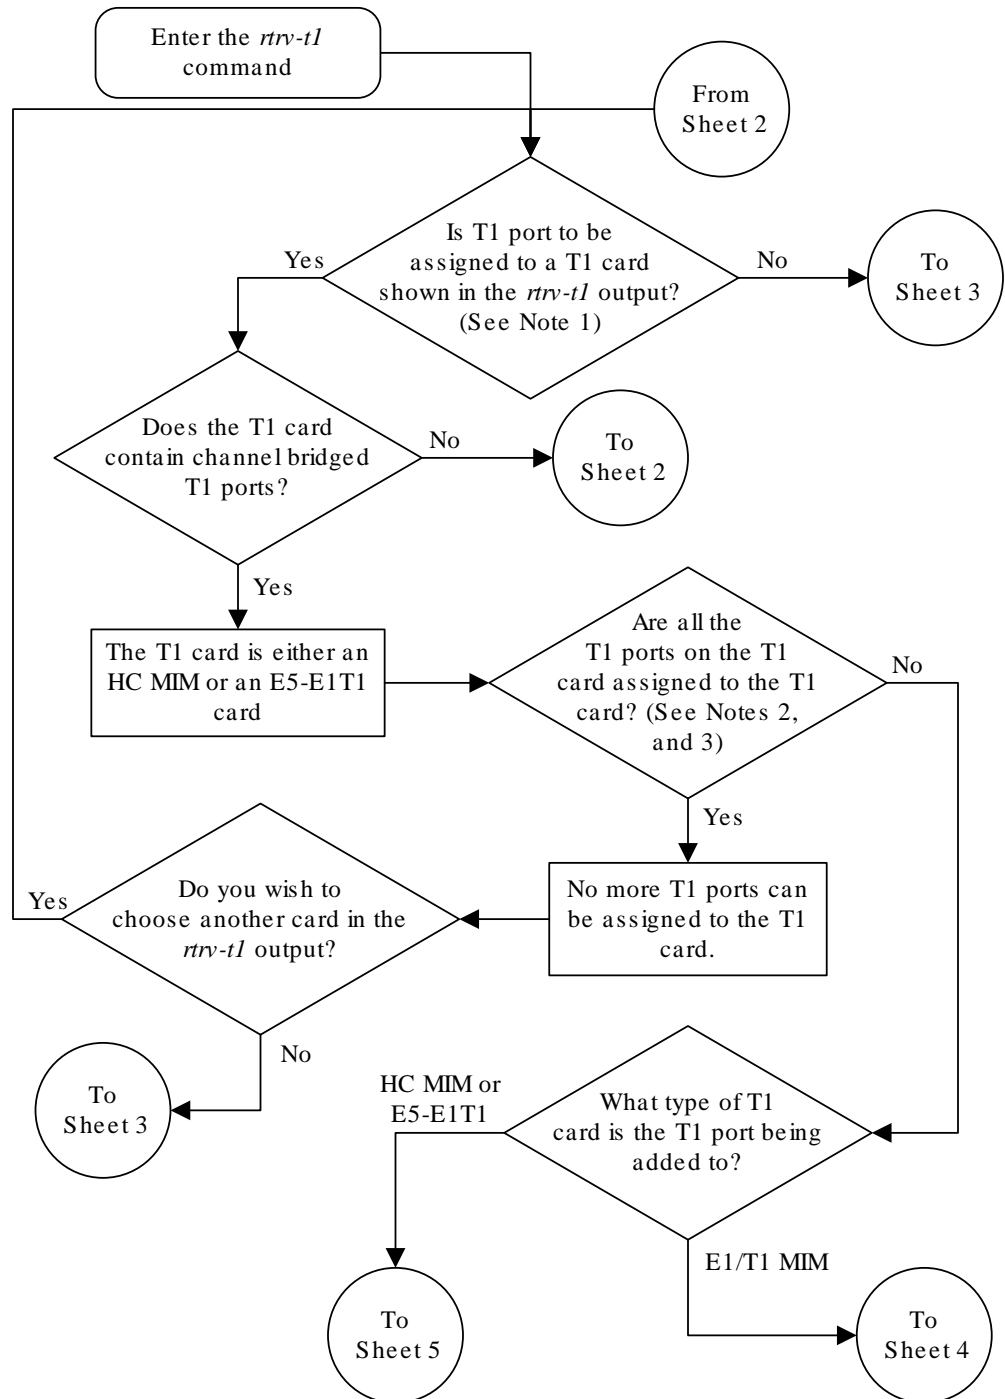 Enter the rtrv-t1
command
From
Sheet 2
Is T1 port to be
assigned to a T1 card
shown in the rtrv-t1 output?
(See Note 1)
Yes
No
To
Sheet 3
Does the T1 card
contain channel bridged
T1 ports?
No
To
Sheet 2
Yes
The T1 card is either an
HC MIM or an E5-E1T1
card
Are all the
T1 ports on the T1
card assigned to the T1
card? (See Notes 2,
and 3)
No
Yes
No more T1 ports can
be assigned to the T1
card.
Do you wish to
choose another card in the
rtrv-t1 output?
Yes
No
To
Sheet 3
What type of T1
card is the T1 port being
added to?
HC MIM or
E5-E1T1
E1/T1 MIM
To
Sheet 5
To
Sheet 4